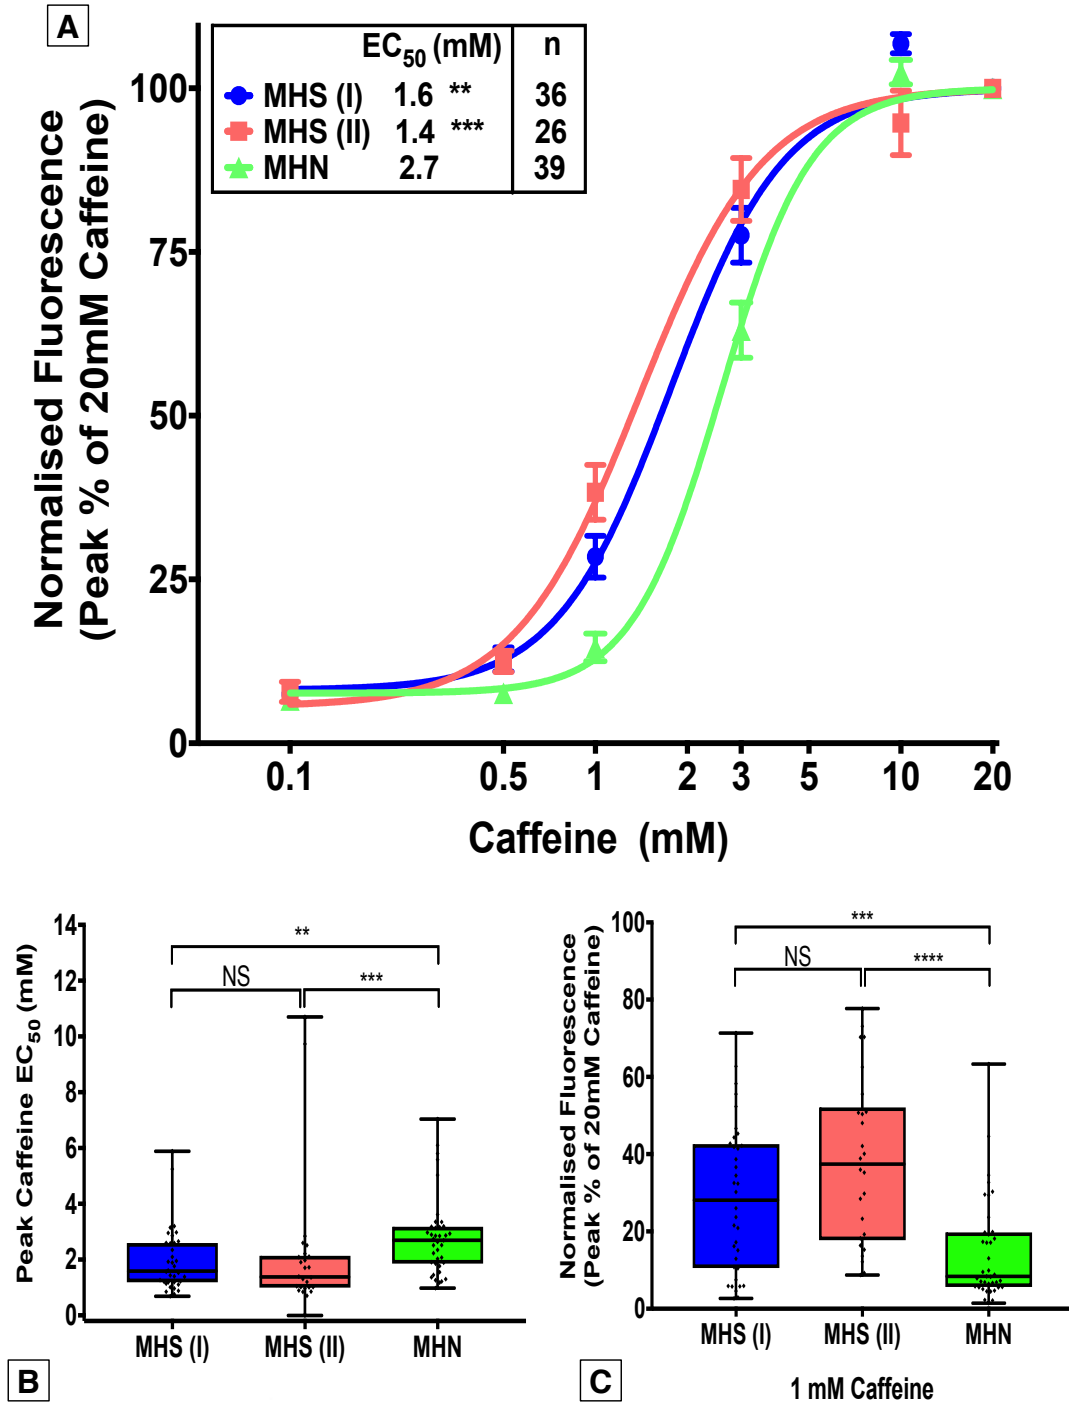 A
EC50 (mM) n
MHS (I) 1.6 ** 36
MHS (II) 1.4 *** 26
MHN 2.7 39
Normalised Fluorescence
(Peak % of 20mM Caffeine)
100
75
50
25
0
0.1 0.5 1 2 3 5 10 20
Caffeine (mM)
Peak Caffeine EC50 (mM)
14
12
10
8
6
4
2
0
**
NS
***
MHS (I) MHS (II) MHN
B
Normalised Fluorescence
(Peak % of 20mM Caffeine)
100
80
60
40
20
0
***
NS
****
MHS (I) MHS (II) MHN
C
1 mM Caffeine